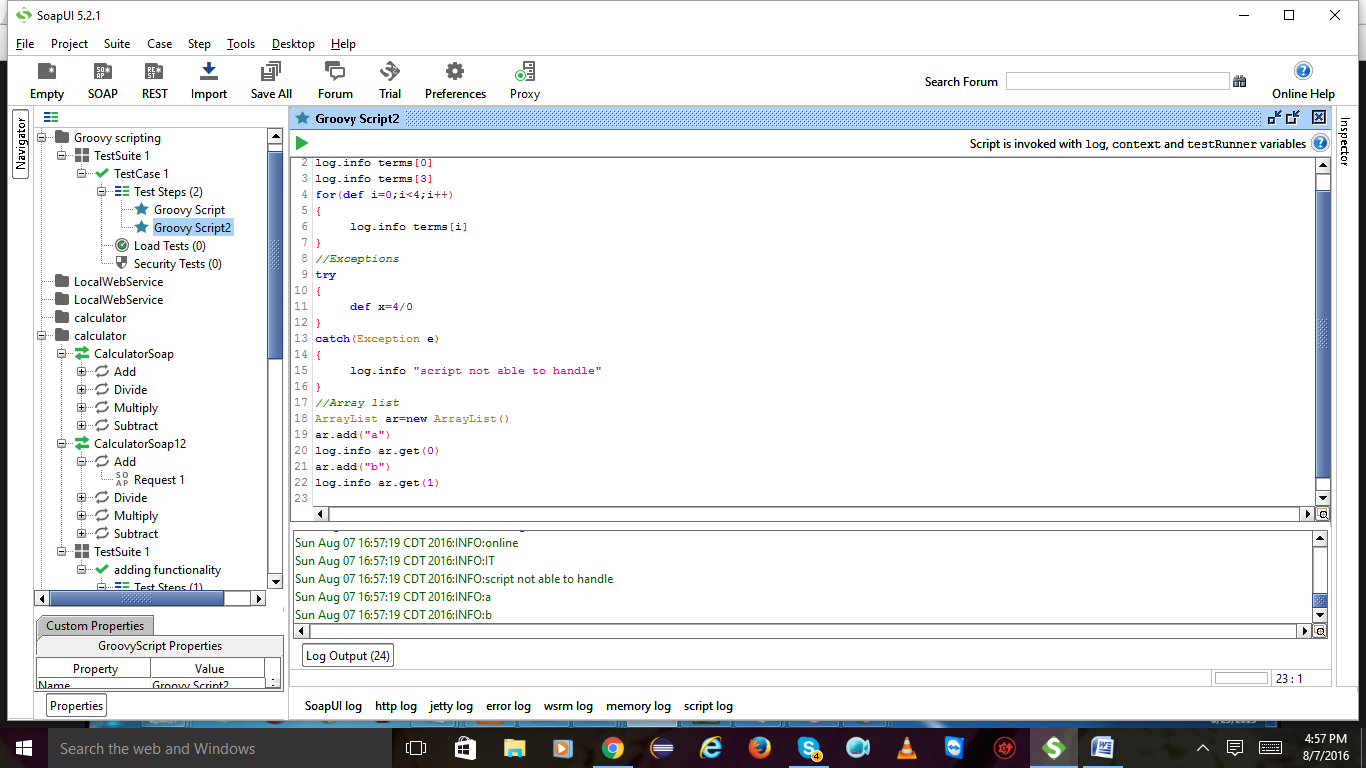 SoapUI 5.2.1
File Project Suite Case Step Tools Desktop Help
Empty SOAP REST Import Save All Forum Trial Preferences Proxy
Search Forum
Online Help
Navigator
Groovy scripting
TestSuite 1
TestCase 1
Test Steps (2)
Groovy Script
Groovy Script2
Load Tests (0)
Security Tests (0)
LocalWebService
LocalWebService
calculator
calculator
CalculatorSoap
Add
Divide
Multiply
Subtract
CalculatorSoap12
Add
SO AP Request 1
Divide
Multiply
Subtract
TestSuite 1
adding functionality
Test Steps (1)
Custom Properties
GroovyScript Properties
Property Value
Name Groovy Script2
Properties
Groovy Script2
Script is invoked with log, context and testRunner variables
2 log.info terms[0]
3 log.info terms[3]
4 for(def i=0;i<4;i++)
5 {
6 log.info terms[i]
7 }
8 //Exceptions
9 try
10 {
11 def x=4/0
12 }
13 catch(Exception e)
14 {
15 log.info "script not able to handle"
16 }
17 //Array list
18 ArrayList ar=new ArrayList()
19 ar.add("a")
20 log.info ar.get(0)
21 ar.add("b")
22 log.info ar.get(1)
23
Sun Aug 07 16:57:19 CDT 2016:INFO:online
Sun Aug 07 16:57:19 CDT 2016:INFO:IT
Sun Aug 07 16:57:19 CDT 2016:INFO:script not able to handle
Sun Aug 07 16:57:19 CDT 2016:INFO:a
Sun Aug 07 16:57:19 CDT 2016:INFO:b
Log Output (24)
23 : 1
SoapUI log http log jetty log error log wsrm log memory log script log
Inspector
Search the web and Windows
4
4:57 PM
8/7/2016